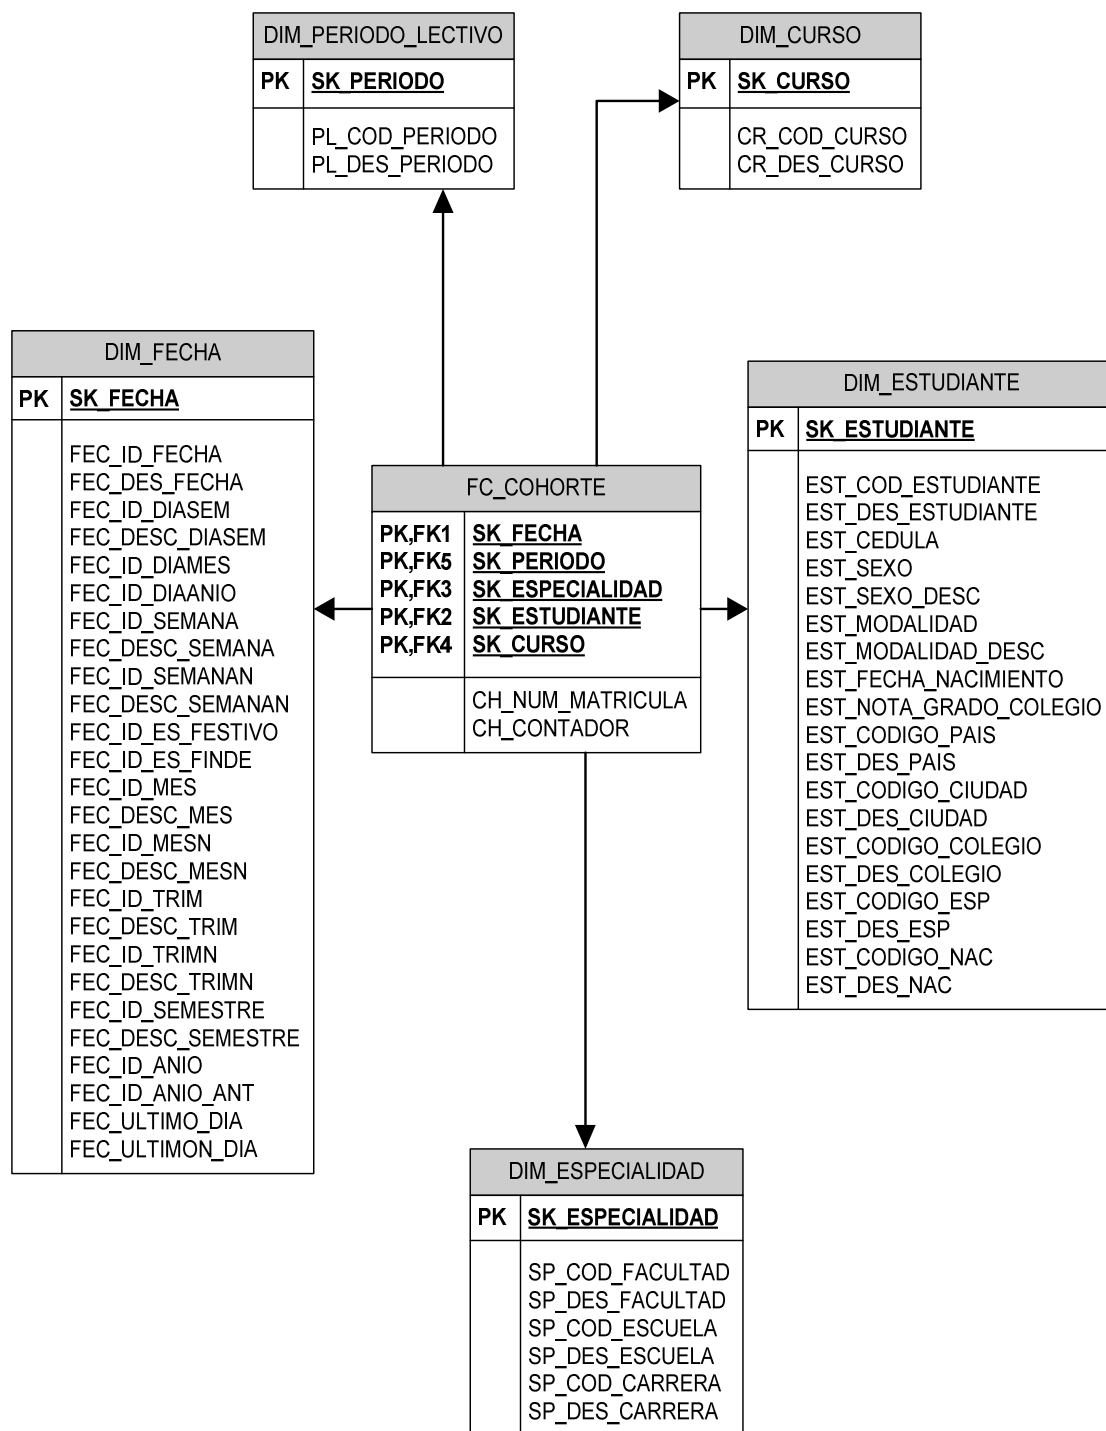 DIM_PERIODO_LECTIVO
PK SK_PERIODO
PL_COD_PERIODO
PL_DES_PERIODO
DIM_CURSO
PK SK_CURSO
CR_COD_CURSO
CR_DES_CURSO
DIM_FECHA
PK SK_FECHA
FEC_ID_FECHA
FEC_DES_FECHA
FEC_ID_DIASEM
FEC_DESC_DIASEM
FEC_ID_DIAMES
FEC_ID_DIAANIO
FEC_ID_SEMANA
FEC_DESC_SEMANA
FEC_ID_SEMANAN
FEC_DESC_SEMANAN
FEC_ID_ES_FESTIVO
FEC_ID_ES_FINDE
FEC_ID_MES
FEC_DESC_MES
FEC_ID_MESN
FEC_DESC_MESN
FEC_ID_TRIM
FEC_DESC_TRIM
FEC_ID_TRIMN
FEC_DESC_TRIMN
FEC_ID_SEMESTRE
FEC_DESC_SEMESTRE
FEC_ID_ANIO
FEC_ID_ANIO_ANT
FEC_ULTIMO_DIA
FEC_ULTIMON_DIA
FC_COHORTE
PK,FK1 SK_FECHA
PK,FK5 SK_PERIODO
PK,FK3 SK_ESPECIALIDAD
PK,FK2 SK_ESTUDIANTE
PK,FK4 SK_CURSO
CH_NUM_MATRICULA
CH_CONTADOR
DIM_ESTUDIANTE
PK SK_ESTUDIANTE
EST_COD_ESTUDIANTE
EST_DES_ESTUDIANTE
EST_CEDULA
EST_SEXO
EST_SEXO_DESC
EST_MODALIDAD
EST_MODALIDAD_DESC
EST_FECHA_NACIMIENTO
EST_NOTA_GRADO_COLEGIO
EST_CODIGO_PAIS
EST_DES_PAIS
EST_CODIGO_CIUDAD
EST_DES_CIUDAD
EST_CODIGO_COLEGIO
EST_DES_COLEGIO
EST_CODIGO_ESP
EST_DES_ESP
EST_CODIGO_NAC
EST_DES_NAC
DIM_ESPECIALIDAD
PK SK_ESPECIALIDAD
SP_COD_FACULTAD
SP_DES_FACULTAD
SP_COD_ESCUELA
SP_DES_ESCUELA
SP_COD_CARRERA
SP_DES_CARRERA